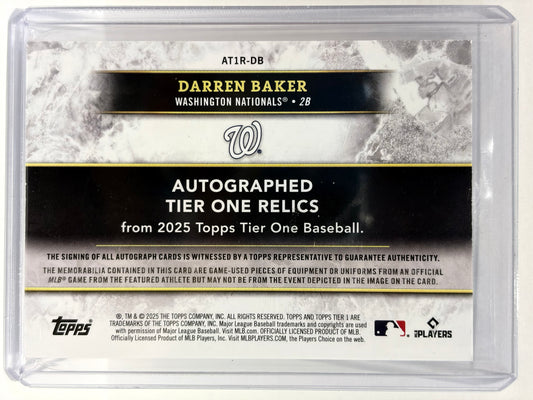 AT1R-DB
DARREN BAKER
WASHINGTON NATIONALS® • 2B
W®
AUTOGRAPHED
TIER ONE RELICS
from 2025 Topps Tier One Baseball.
THE SIGNING OF ALL AUTOGRAPH CARDS IS WITNESSED BY A TOPPS REPRESENTATIVE TO GUARANTEE AUTHENTICITY.
THE MEMORABILIA CONTAINED IN THIS CARD ARE GAME-USED PIECES OF EQUIPMENT OR UNIFORMS FROM AN OFFICIAL
MLB® GAME FROM THE FEATURED ATHLETE BUT MAY NOT BE FROM THE EVENT DEPICTED IN THE IMAGE ON THE CARD.
Topps
®, ™ & © 2025 THE TOPPS COMPANY, INC. ALL RIGHTS RESERVED. TOPPS AND TOPPS TIER 1 ARE
TRADEMARKS OF THE TOPPS COMPANY, INC. Major League Baseball trademarks and copyrights are used
with permission of Major League Baseball. Visit MLB.com. OFFICIALLY LICENSED PRODUCT OF MLB.
Officially Licensed Product of MLB Players, Inc. Visit MLBPLAYERS.com, the Players Choice on the web.
MLB PLAYERS